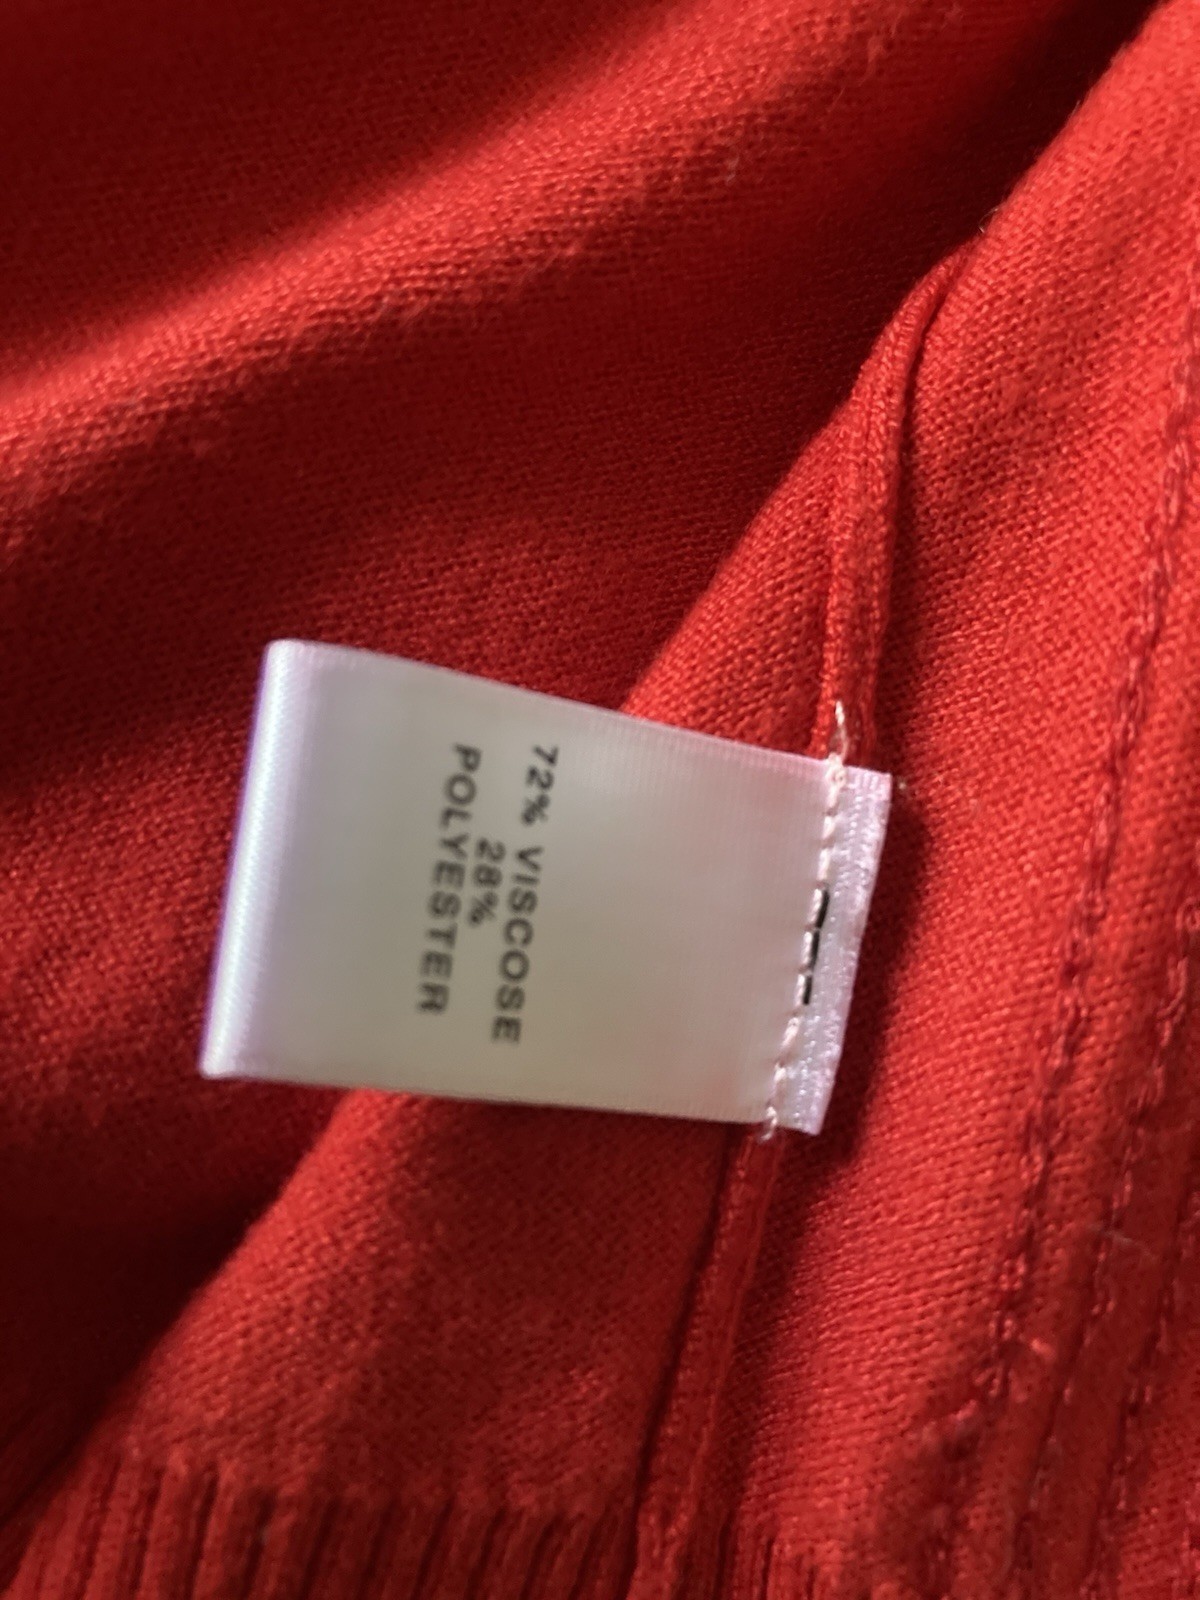 72% VISCOSE
28%
POLYESTER